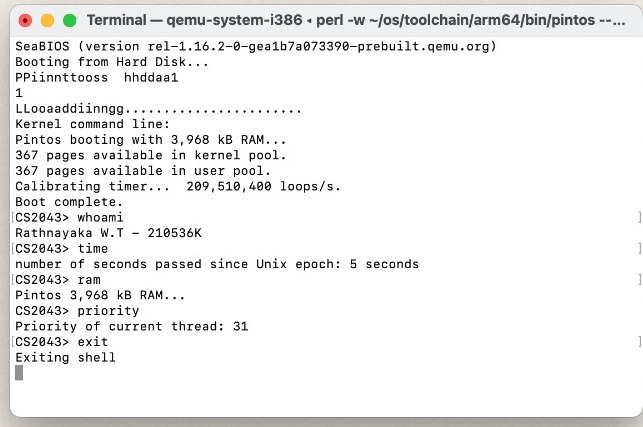 Terminal — qemu-system-i386 ◂ perl -w ~/os/toolchain/arm64/bin/pintos --...
SeaBIOS (version rel-1.16.2-0-gea1b7a073390-prebuilt.qemu.org)
Booting from Hard Disk...
PPiinnttooss  hhddaa1
1
LLooaaddiinngg.......................
Kernel command line:
Pintos booting with 3,968 kB RAM...
367 pages available in kernel pool.
367 pages available in user pool.
Calibrating timer...  209,510,400 loops/s.
Boot complete.
[CS2043> whoami ]
Rathnayaka W.T - 210536K
[CS2043> time ]
number of seconds passed since Unix epoch: 5 seconds
[CS2043> ram ]
Pintos 3,968 kB RAM...
CS2043> priority
Priority of current thread: 31
[CS2043> exit ]
Exiting shell